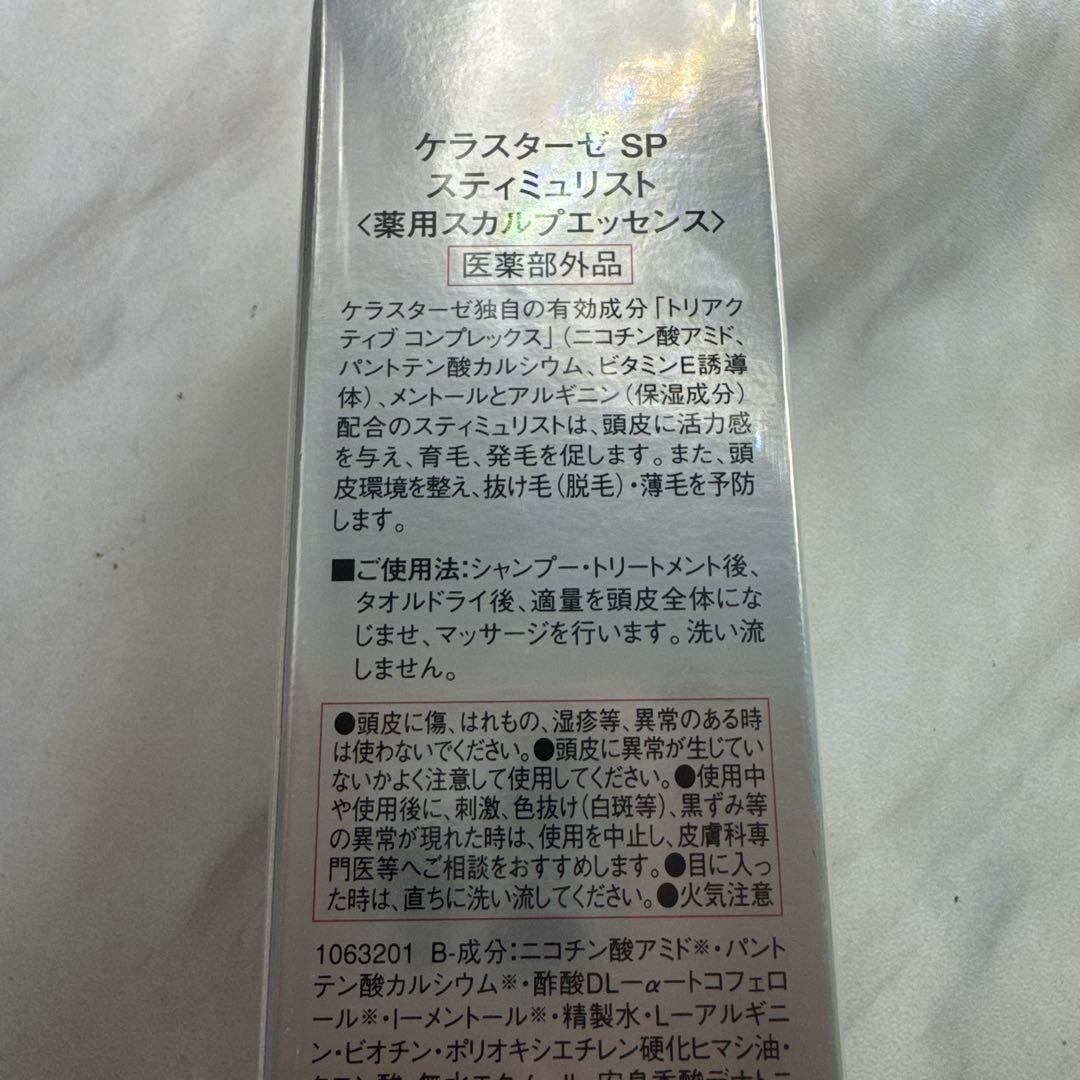 ケラスターゼ SP
スティミュリスト
〈薬用スカルプエッセンス〉
医薬部外品
ケラスターゼ独自の有効成分「トリアク
ティブ コンプレックス」（ニコチン酸アミド、
パントテン酸カルシウム、ビタミンE誘導
体）、メントールとアルギニン（保湿成分）
配合のスティミュリストは、頭皮に活力感
を与え、育毛、発毛を促します。また、頭
皮環境を整え、抜け毛（脱毛）・薄毛を予防
します。
■ご使用法：シャンプー・トリートメント後、
タオルドライ後、適量を頭皮全体にな
じませ、マッサージを行います。洗い流
しません。
●頭皮に傷、はれもの、湿疹等、異常のある時
は使わないでください。●頭皮に異常が生じてい
ないかよく注意して使用してください。●使用中
や使用後に、刺激、色抜け（白斑等）、黒ずみ等
の異常が現れた時は、使用を中止し、皮膚科専
門医等へご相談をおすすめします。●目に入っ
た時は、直ちに洗い流してください。●火気注意
1063201 B-成分：ニコチン酸アミド※・パント
テン酸カルシウム※・酢酸DL－α－トコフェロ
ール※・l－メントール※・精製水・L－アルギニ
ン・ビオチン・ポリオキシエチレン硬化ヒマシ油・
クエン酸・無水エタノール・安息香酸デナトニ